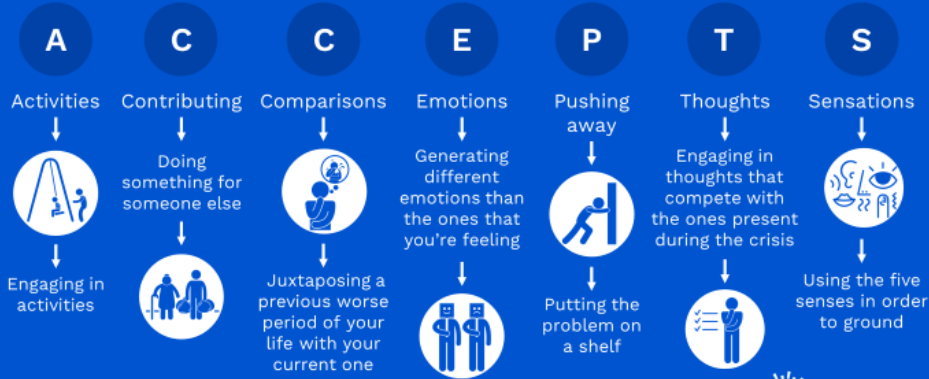 A
C
C
E
P
T
S
Activities
Contributing
Comparisons
Emotions
Pushing
away
Thoughts
Sensations
Engaging in
activities
Doing
something for
someone else
Juxtaposing a
previous worse
period of your
life with your
current one
Generating
different
emotions than
the ones that
you're feeling
Putting the
problem on
a shelf
Engaging in
thoughts that
compete with
the ones present
during the crisis
Using the five
senses in order
to ground